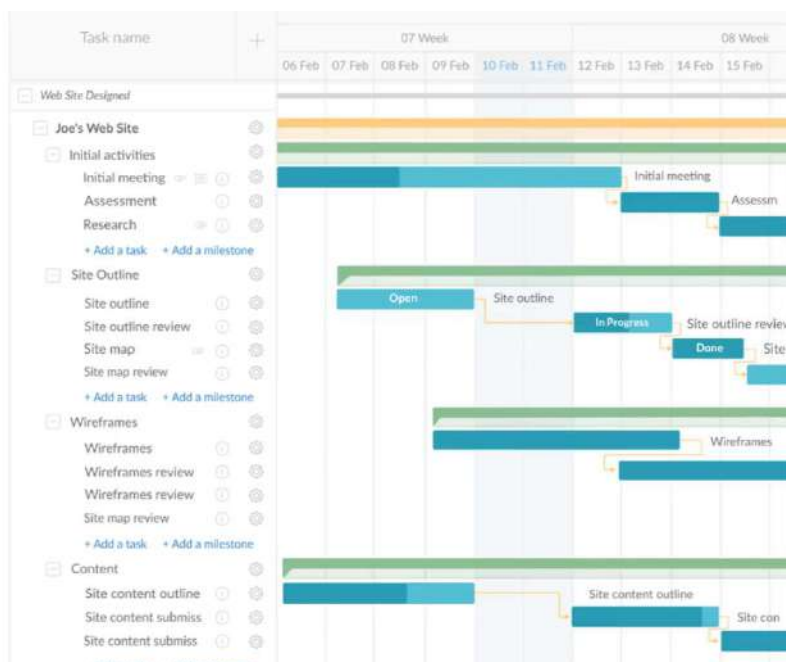 Task name
07 Week
08 Week
06 Feb 07 Feb 08 Feb 09 Feb 10 Feb 11 Feb 12 Feb 13 Feb 14 Feb 15 Feb
Web Site Designed
Joe's Web Site
Initial activities
Initial meeting
Initial meeting
Assessment
Assessm
Research
+ Add a task + Add a milestone
Site Outline
Site outline
Open
Site outline
Site outline review
In Progress
Site outline review
Site map
Done
Site
Site map review
+ Add a task + Add a milestone
Wireframes
Wireframes
Wireframes
Wireframes review
Wireframes review
Site map review
+ Add a task + Add a milestone
Content
Site content outline
Site content outline
Site content submiss
Site con
Site content submiss